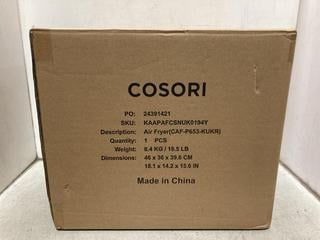 COSORI
PO: 24391421
SKU: KAAPAFCSNUK0194Y
Description: Air Fryer(CAF-P653-KUKR)
Quantity: 1 PCS
Weight: 8.4 KG / 18.5 LB
Dimensions: 46 x 36 x 39.6 CM
18.1 x 14.2 x 15.6 IN
Made in China